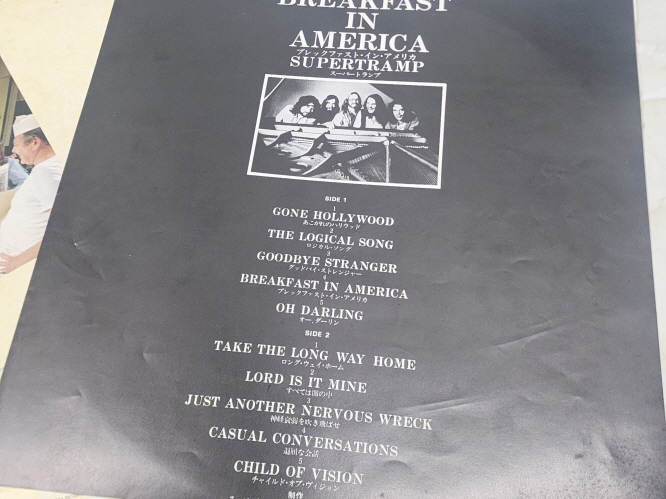 BREAKFAST
IN
AMERICA
ブレックファスト・イン・アメリカ
SUPERTRAMP
スーパートランプ
SIDE 1
1
GONE HOLLYWOOD
あこがれのハリウッド
2
THE LOGICAL SONG
ロジカル・ソング
3
GOODBYE STRANGER
グッドバイ・ストレンジャー
4
BREAKFAST IN AMERICA
ブレックファスト・イン・アメリカ
5
OH DARLING
オー、ダーリン
SIDE 2
1
TAKE THE LONG WAY HOME
ロング・ウェイ・ホーム
2
LORD IS IT MINE
すべては闇の中
3
JUST ANOTHER NERVOUS WRECK
神経衰弱を吹き飛ばせ
4
CASUAL CONVERSATIONS
退屈な会話
5
CHILD OF VISION
チャイルド・オブ・ヴィジョン
制作